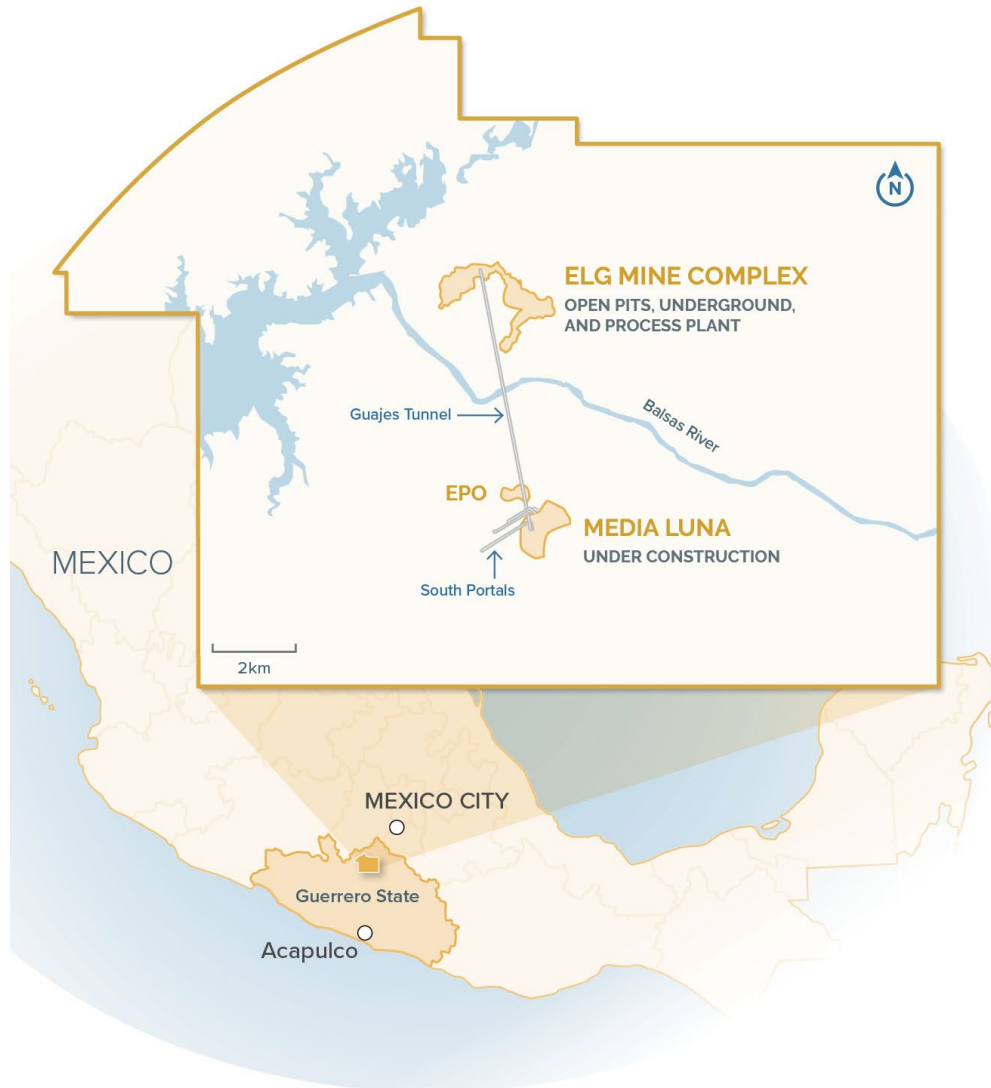 N
ELG MINE COMPLEX
OPEN PITS, UNDERGROUND,
AND PROCESS PLANT
Guajes Tunnel
Balsas River
EPO
MEDIA LUNA
UNDER CONSTRUCTION
South Portals
2km
MEXICO
MEXICO CITY
Guerrero State
Acapulco